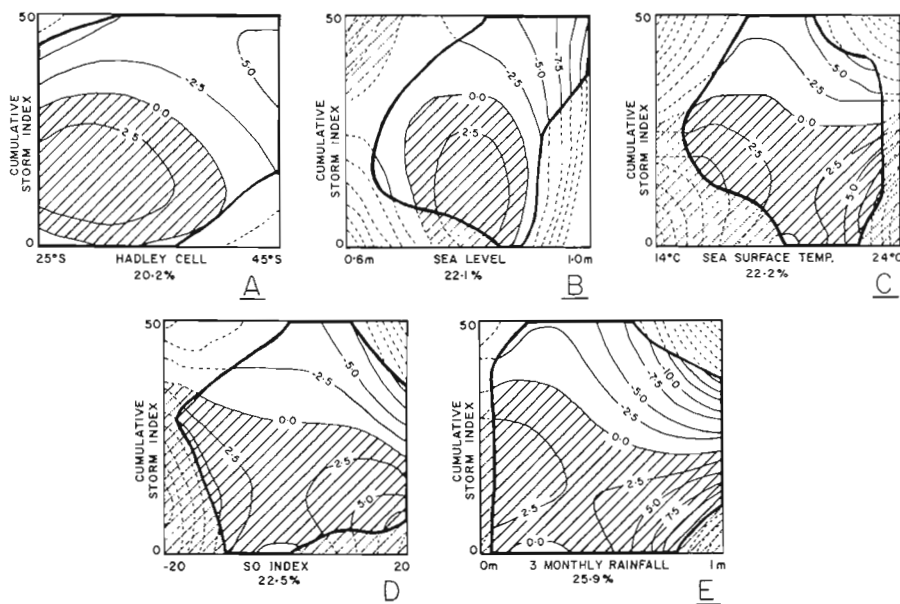 50
CUMULATIVE
STORM INDEX
0
25°S HADLEY CELL 45°S
20·2%
A
0·0
2·5
-2·5
-5·0
50
CUMULATIVE
STORM INDEX
0
0·6m SEA LEVEL 1·0m
22·1%
B
0·0
2·5
-2·5
-5·0
-7·5
50
CUMULATIVE
STORM INDEX
0
14°C SEA SURFACE TEMP. 24°C
22·2%
C
-5·0
-2·5
0·0
2·5
2·5
5·0
50
CUMULATIVE
STORM INDEX
0
-20 SO INDEX 20
22·5%
D
-5·0
-2·5
0·0
2·5
2·5
5·0
50
CUMULATIVE
STORM INDEX
0
0m 3 MONTHLY RAINFALL 1m
25·9%
E
-10·0
-7·5
-5·0
-2·5
0·0
2·5
2·5
5·0
7·5
0·0